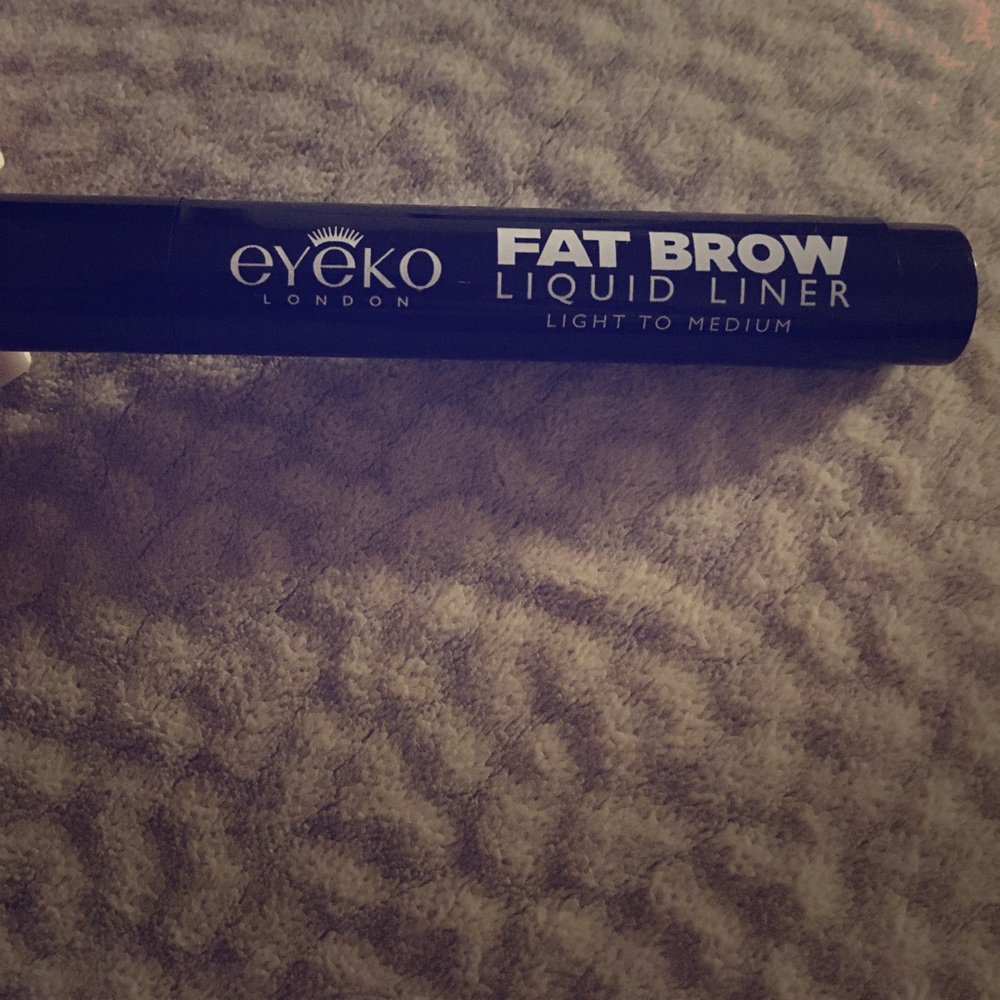 eyeko
LONDON
FAT BROW
LIQUID LINER
LIGHT TO MEDIUM